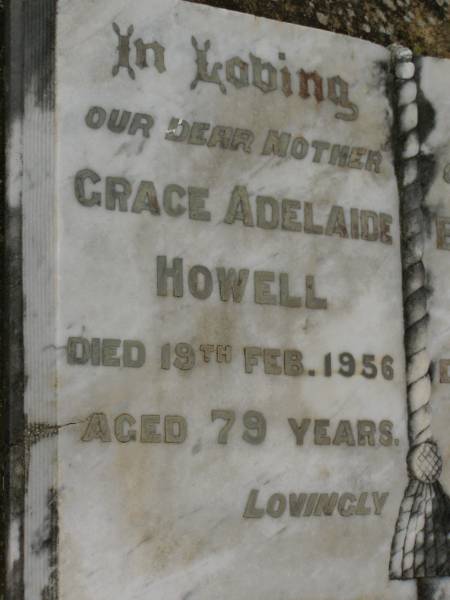 In Loving
OUR DEAR MOTHER
GRACE ADELAIDE
HOWELL
DIED 19TH FEB. 1956
AGED 79 YEARS.
LOVINGLY